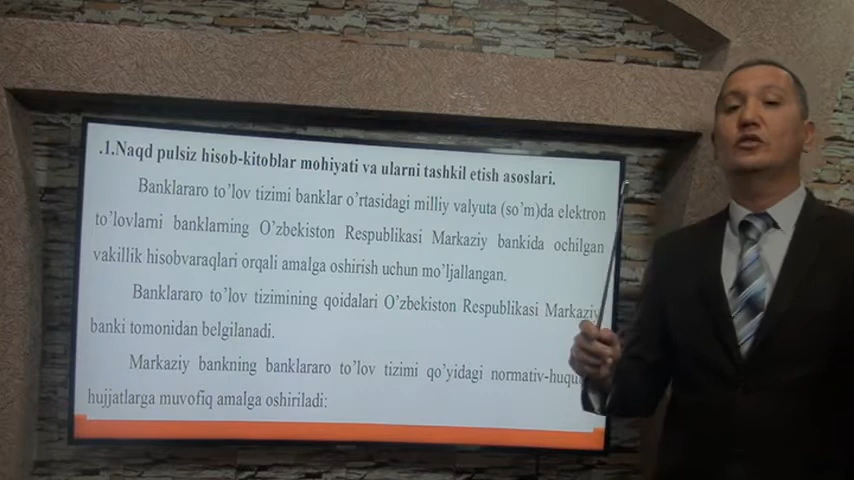 .1.Naqd pulsiz hisob-kitoblar mohiyati va ularni tashkil etish asoslari.
Banklararo to'lov tizimi banklar o'rtasidagi milliy valyuta (so'm)da elektron
to'lovlarni banklarning O'zbekiston Respublikasi Markaziy bankida ochilgan
vakillik hisobvaraqlari orqali amalga oshirish uchun mo'ljallangan.
Banklararo to'lov tizimining qoidalari O'zbekiston Respublikasi Markaziy
banki tomonidan belgilanadi.
Markaziy bankning banklararo to'lov tizimi qo'yidagi
hujjatlarga muvofiq amalga oshiriladi: